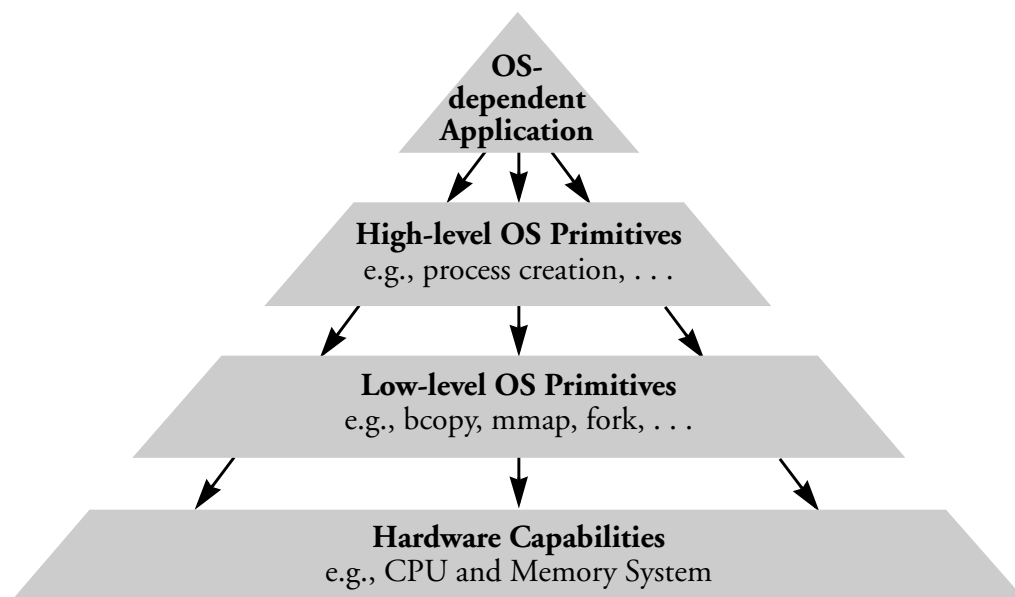 OS-
dependent
Application
High-level OS Primitives
e.g., process creation, . . .
Low-level OS Primitives
e.g., bcopy, mmap, fork, . . .
Hardware Capabilities
e.g., CPU and Memory System